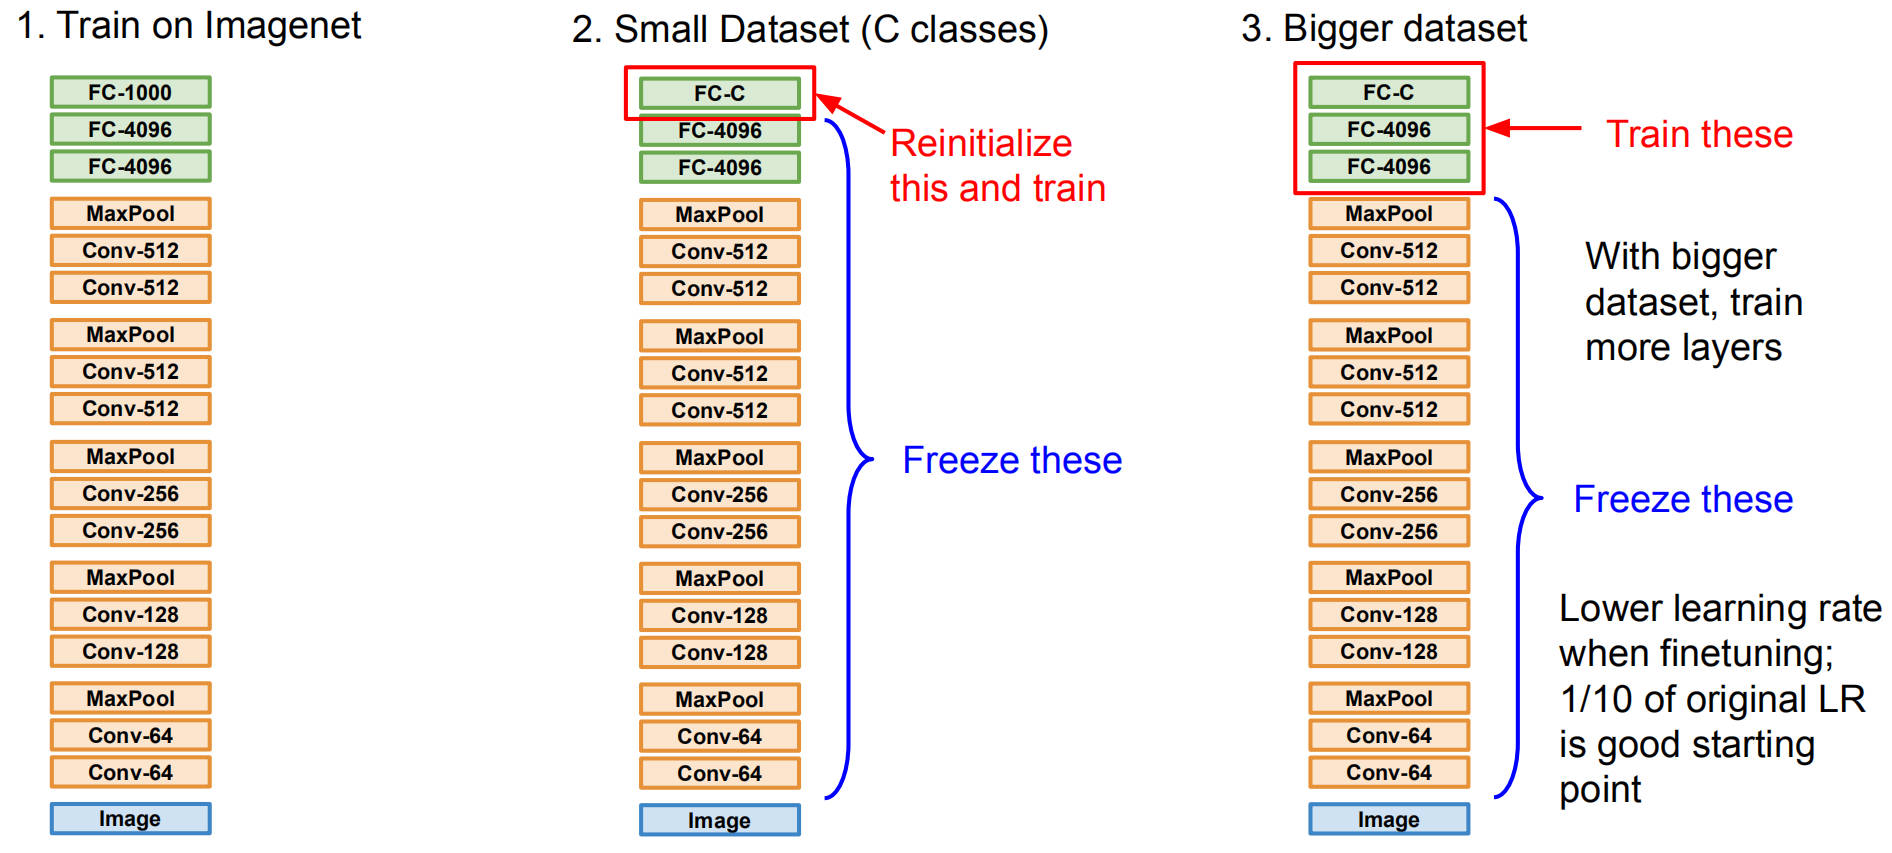 1. Train on Imagenet
FC-1000
FC-4096
FC-4096
MaxPool
Conv-512
Conv-512
MaxPool
Conv-512
Conv-512
MaxPool
Conv-256
Conv-256
MaxPool
Conv-128
Conv-128
MaxPool
Conv-64
Conv-64
Image
2. Small Dataset (C classes)
FC-C
FC-4096
FC-4096
MaxPool
Conv-512
Conv-512
MaxPool
Conv-512
Conv-512
MaxPool
Conv-256
Conv-256
MaxPool
Conv-128
Conv-128
MaxPool
Conv-64
Conv-64
Image
Reinitialize
this and train
Freeze these
3. Bigger dataset
FC-C
FC-4096
FC-4096
MaxPool
Conv-512
Conv-512
MaxPool
Conv-512
Conv-512
MaxPool
Conv-256
Conv-256
MaxPool
Conv-128
Conv-128
MaxPool
Conv-64
Conv-64
Image
Train these
With bigger
dataset, train
more layers
Freeze these
Lower learning rate
when finetuning;
1/10 of original LR
is good starting
point